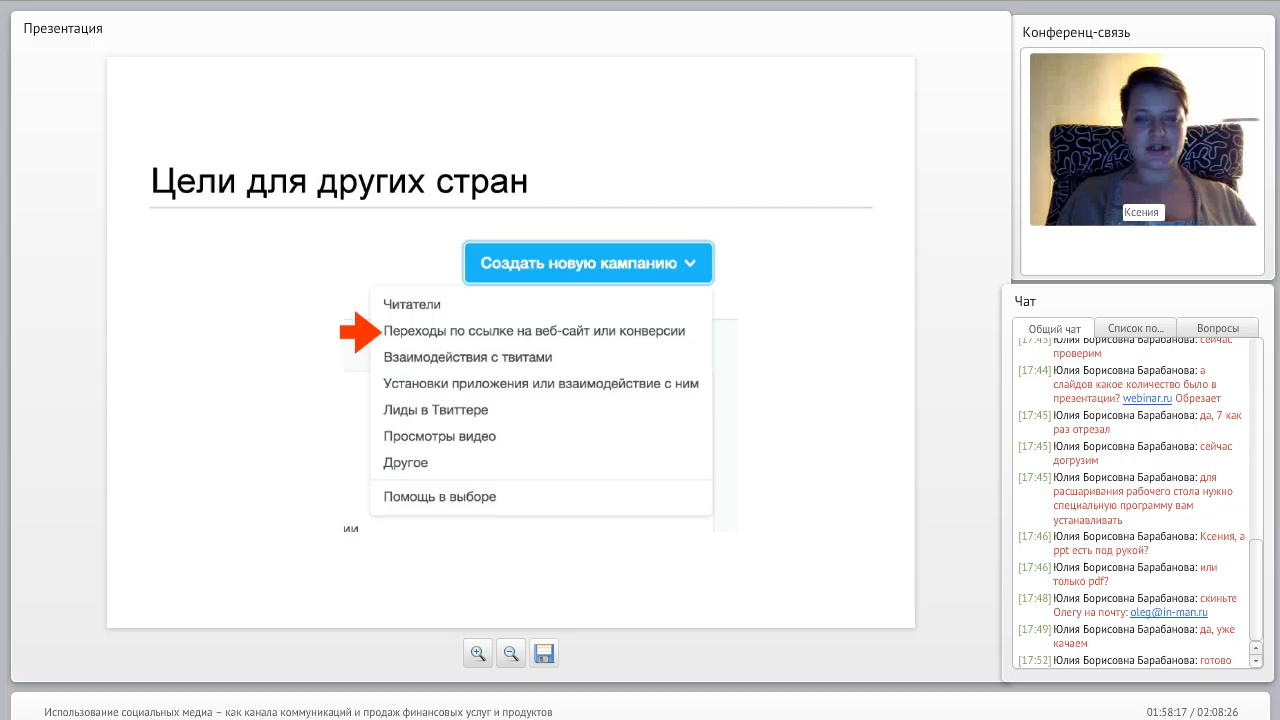 Презентация
Цели для других стран
Создать новую кампанию
Читатели
Переходы по ссылке на веб-сайт или конверсии
Взаимодействия с твитами
Установки приложения или взаимодействие с ним
Лиды в Твиттере
Просмотры видео
Другое
Помощь в выборе
ии
Конференц-связь
Ксения
Чат
Общий чат
Список по...
Вопросы
[17:43] Юлия Борисовна Барабанова: сейчас
проверим
[17:44] Юлия Борисовна Барабанова: а
слайдов какое количество было в
презентации? webinar.ru Обрезает
[17:45] Юлия Борисовна Барабанова: да, 7 как
раз отрезал
[17:45] Юлия Борисовна Барабанова: сейчас
догрузим
[17:45] Юлия Борисовна Барабанова: для
расшаривания рабочего стола нужно
специальную программу вам
устанавливать
[17:46] Юлия Борисовна Барабанова: Ксения, а
ppt есть под рукой?
[17:46] Юлия Борисовна Барабанова: или
только pdf?
[17:48] Юлия Борисовна Барабанова: скиньте
Олегу на почту: oleg@in-man.ru
[17:49] Юлия Борисовна Барабанова: да, уже
качаем
[17:52] Юлия Борисовна Барабанова: готово
Использование социальных медиа – как канала коммуникаций и продаж финансовых услуг и продуктов
01:58:17 / 02:08:26